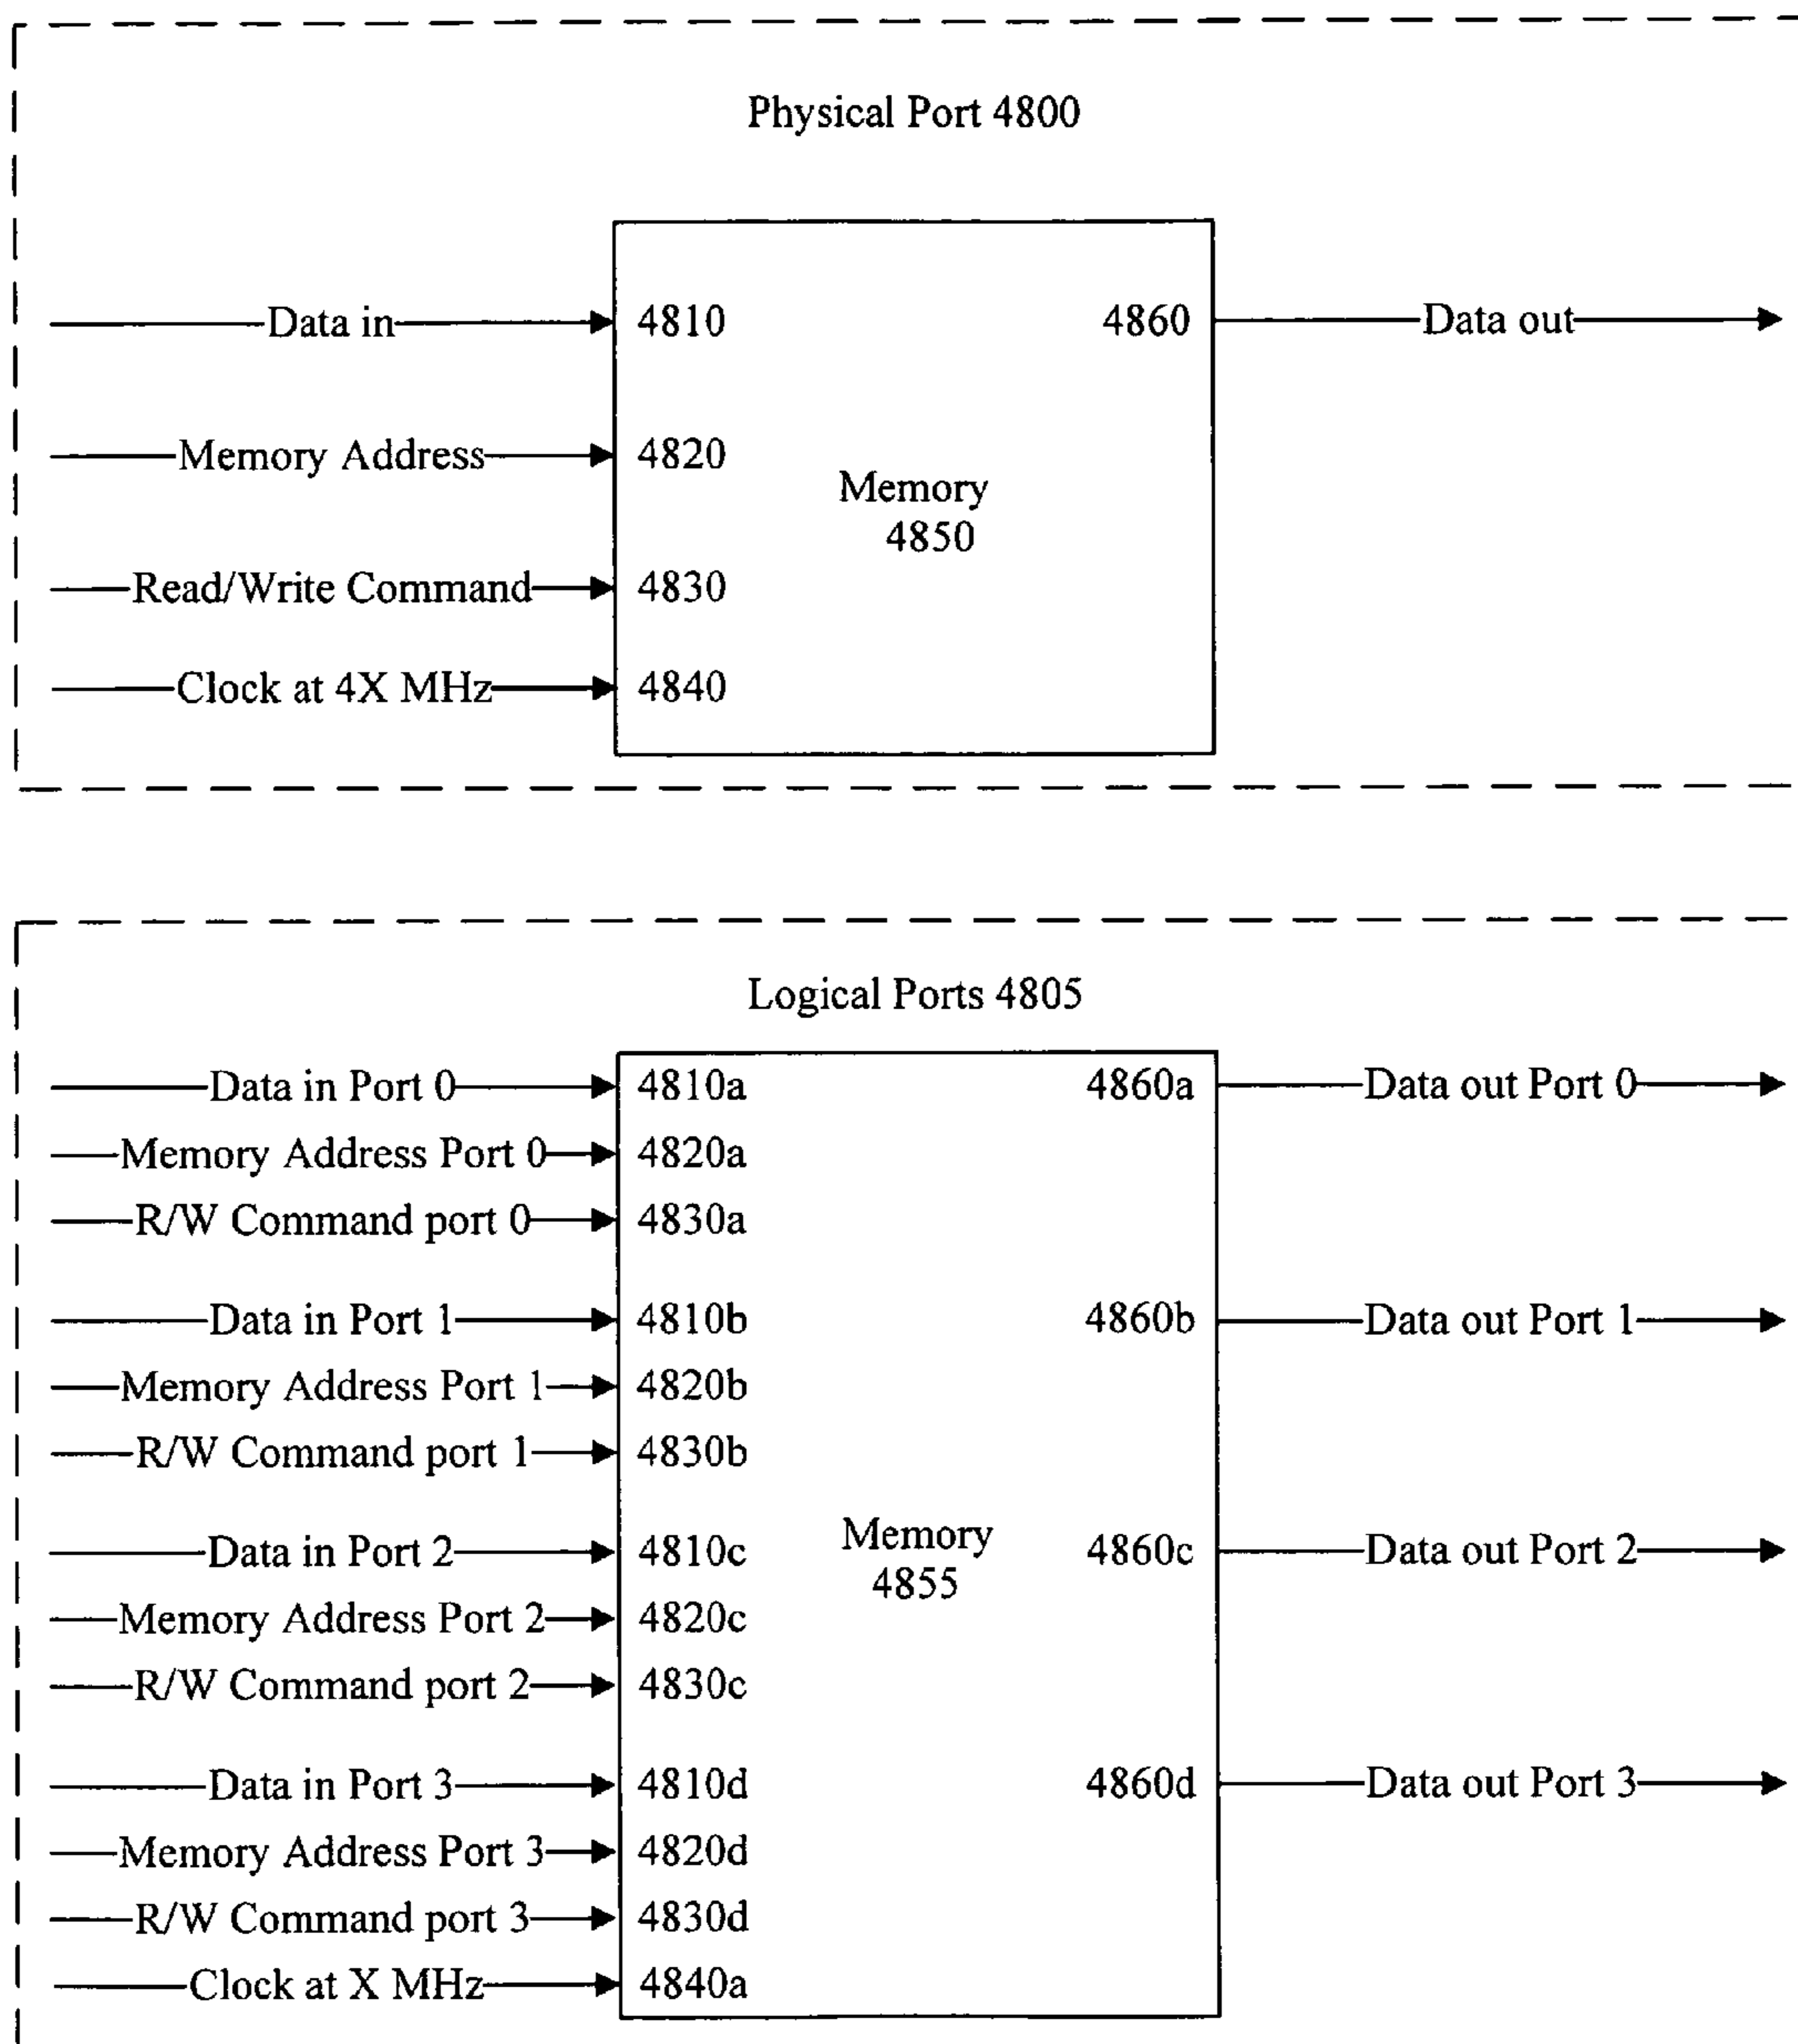 Physical Port 4800
Data in 4810 4860 Data out
Memory Address 4820
Memory
4850
Read/Write Command 4830
Clock at 4X MHz 4840
Logical Ports 4805
Data in Port 0 4810a 4860a Data out Port 0
Memory Address Port 0 4820a
R/W Command port 0 4830a
Data in Port 1 4810b 4860b Data out Port 1
Memory Address Port 1 4820b
R/W Command port 1 4830b
Data in Port 2 4810c Memory 4860c Data out Port 2
4855
Memory Address Port 2 4820c
R/W Command port 2 4830c
Data in Port 3 4810d 4860d Data out Port 3
Memory Address Port 3 4820d
R/W Command port 3 4830d
Clock at X MHz 4840a